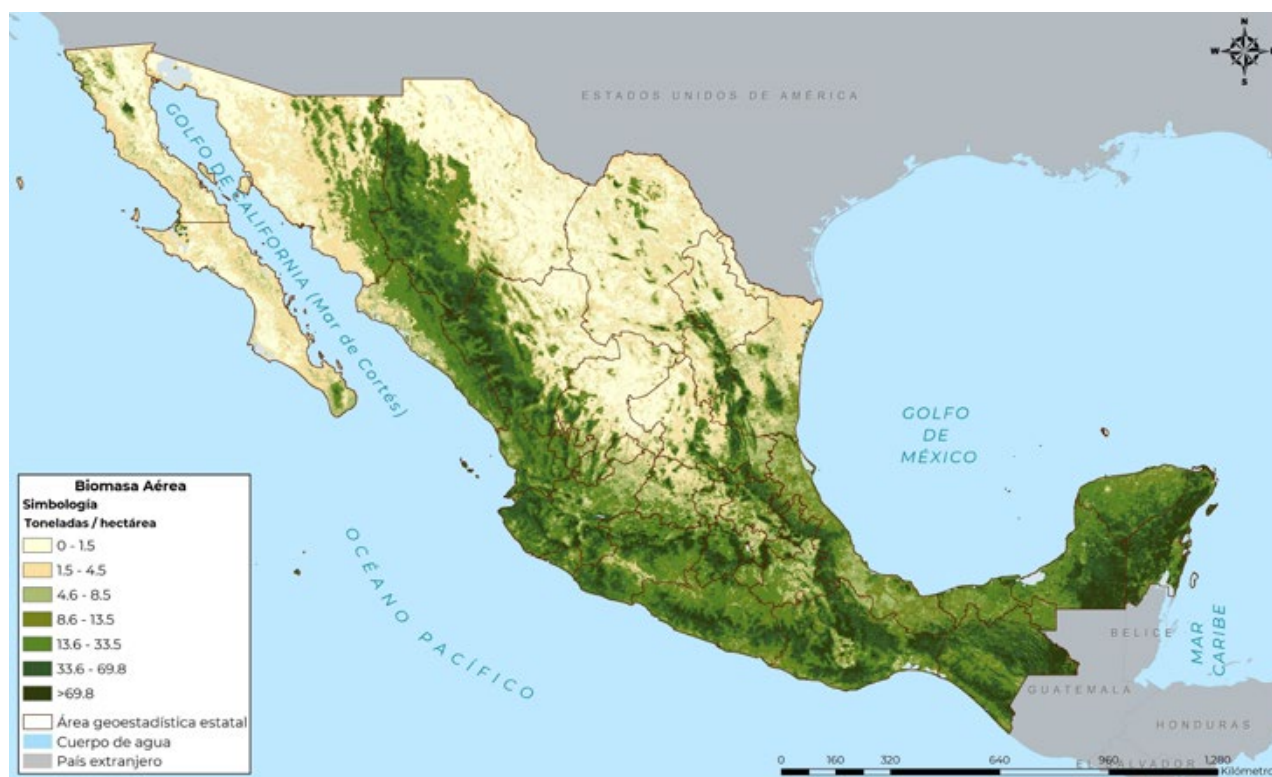 N
W
S
ESTADOS UNIDOS DE AMÉRICA
GOLFO DE CALIFORNIA (Mar de Cortés)
GOLFO
DE
MÉXICO
OCÉANO PACÍFICO
MAR
CARIBE
BELICE
GUATEMALA
HONDURAS
EL SALVADOR
Biomasa Aérea
Simbología
Toneladas / hectárea
0 - 1.5
1.5 - 4.5
4.6 - 8.5
8.6 - 13.5
13.6 - 33.5
33.6 - 69.8
>69.8
Área geoestadística estatal
Cuerpo de agua
País extranjero
0 160 320 640 960 1,280
Kilómetro